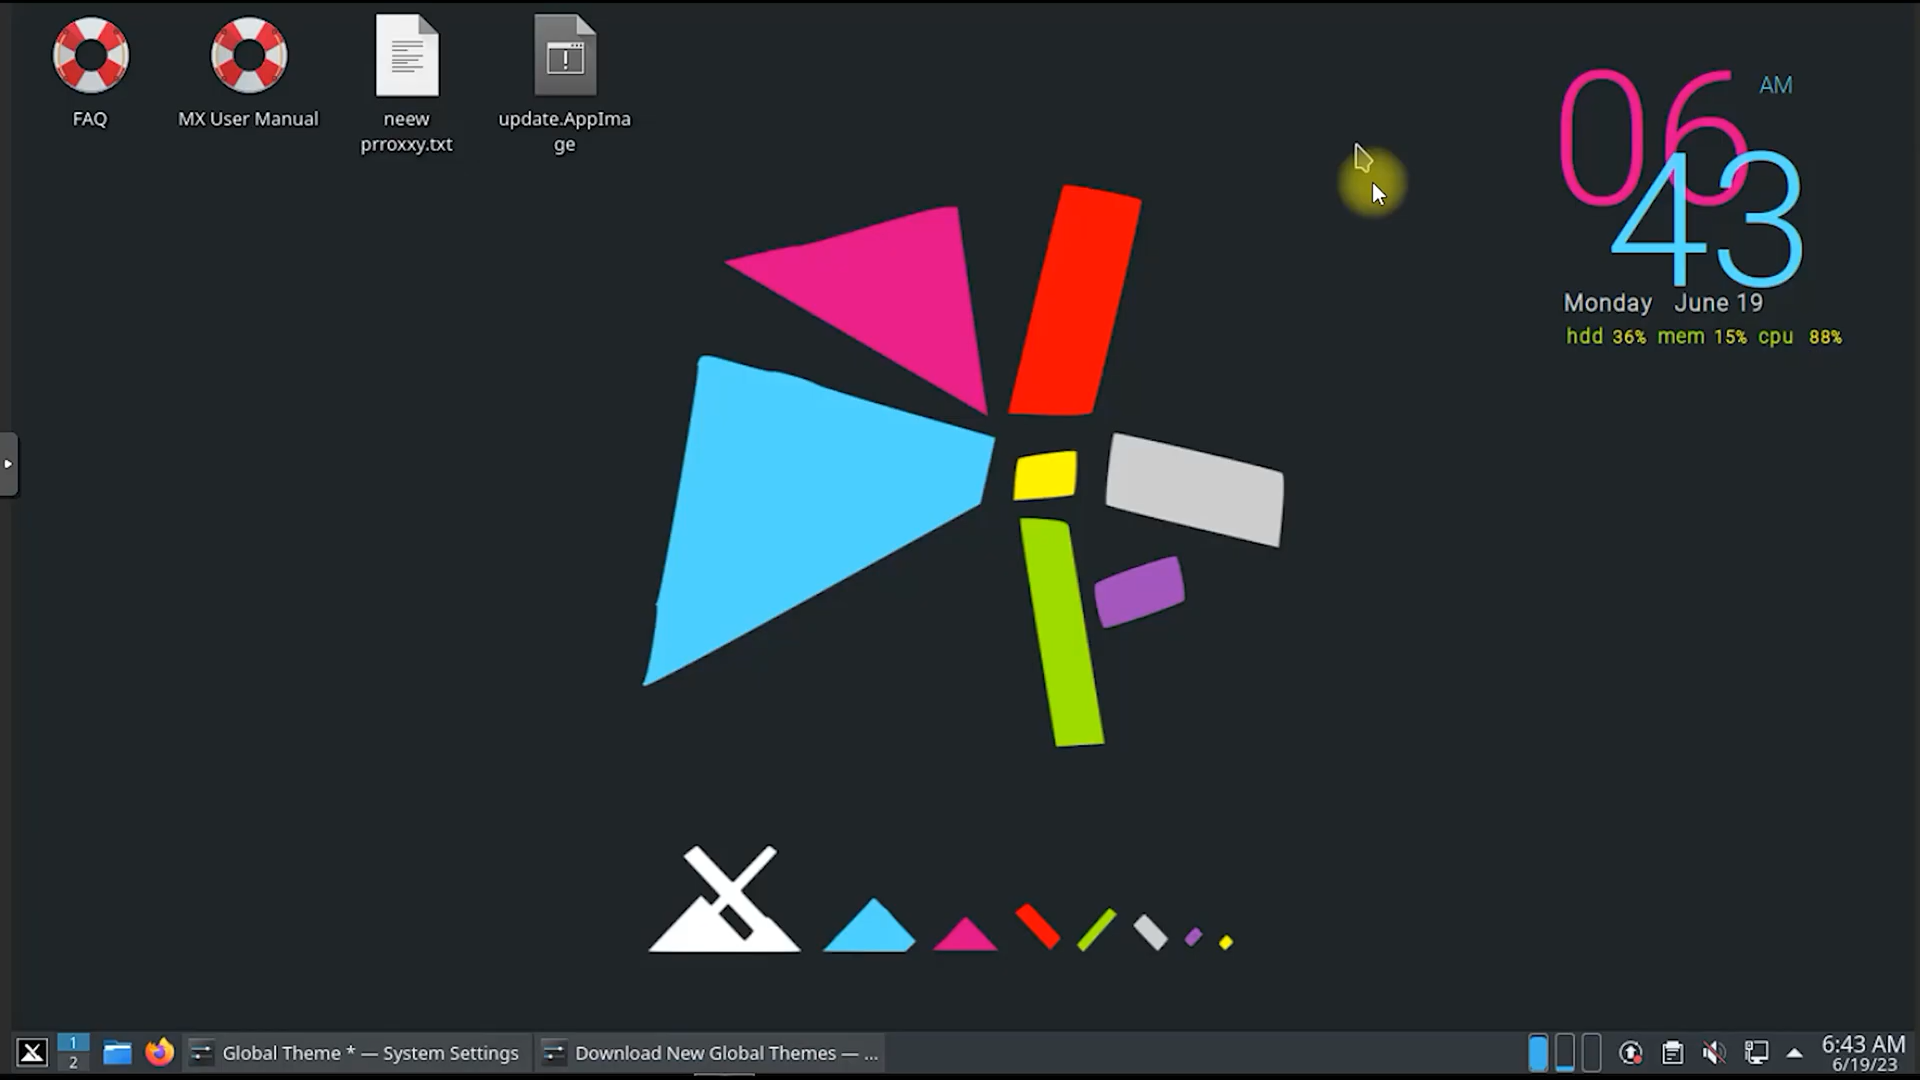 FAQ
MX User Manual
neew
prroxxy.txt
update.AppIma
ge
06 AM
43
Monday June 19
hdd 36% mem 15% cpu 88%
1
2
Global Theme * — System Settings
Download New Global Themes — ...
6:43 AM
6/19/23